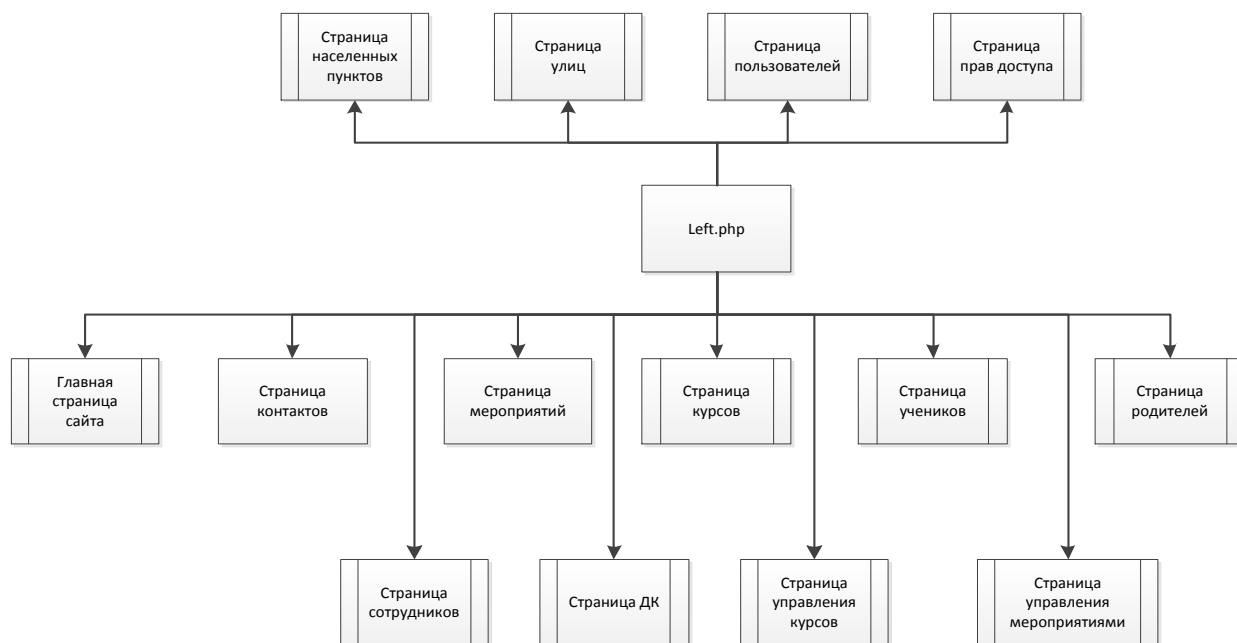 Страница
населенных
пунктов
Страница
улиц
Страница
пользователей
Страница
прав доступа
Left.php
Главная
страница
сайта
Страница
контактов
Страница
мероприятий
Страница
курсов
Страница
учеников
Страница
родителей
Страница
сотрудников
Страница ДК
Страница
управления
курсов
Страница
управления
мероприятиями